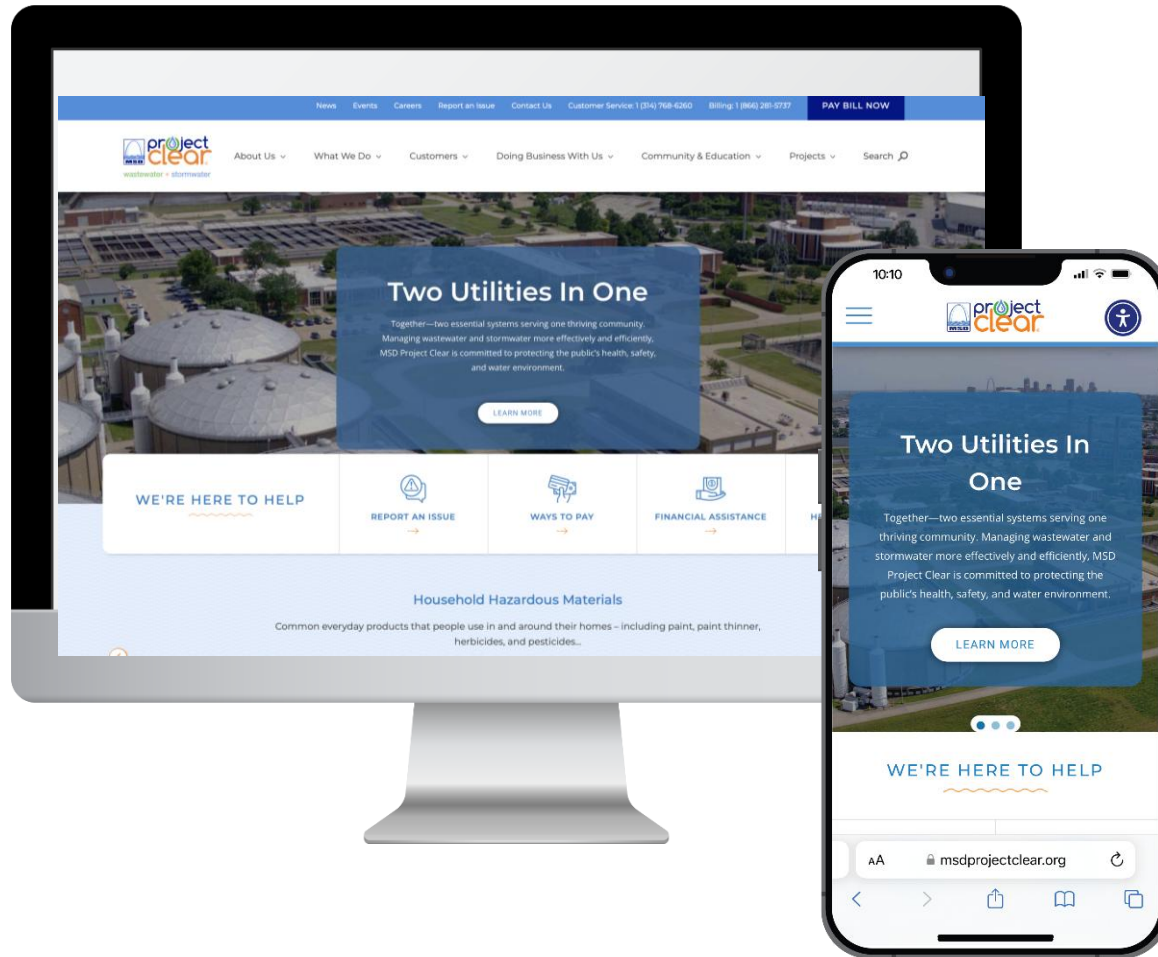 News Events Careers Report an Issue Contact Us Customer Service: 1 (314) 768-6260 Billing: 1 (866) 281-5737 PAY BILL NOW
project
clear
MSD
wastewater + stormwater
About Us What We Do Customers Doing Business With Us Community & Education Projects Search
Two Utilities In One
Together—two essential systems serving one thriving community.
Managing wastewater and stormwater more effectively and efficiently,
MSD Project Clear is committed to protecting the public's health, safety,
and water environment.
LEARN MORE
WE'RE HERE TO HELP
REPORT AN ISSUE
WAYS TO PAY
FINANCIAL ASSISTANCE
Household Hazardous Materials
Common everyday products that people use in and around their homes – including paint, paint thinner,
herbicides, and pesticides...
10:10
project
clear
MSD
Two Utilities In
One
Together—two essential systems serving one
thriving community. Managing wastewater and
stormwater more effectively and efficiently, MSD
Project Clear is committed to protecting the
public's health, safety, and water environment.
LEARN MORE
WE'RE HERE TO HELP
AA msdprojectclear.org